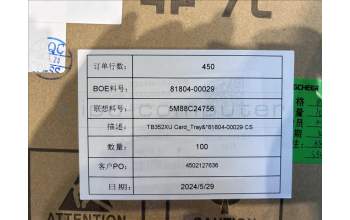 QC
订单行数: 450
BOE料号: 81804-00029
联想料号: 5M88C24756
描述: TB352XU Card_Tray&*81804-00029 CS
数量: 100
客户PO: 4502127636
日期: 2024/5/29
ATTENTION